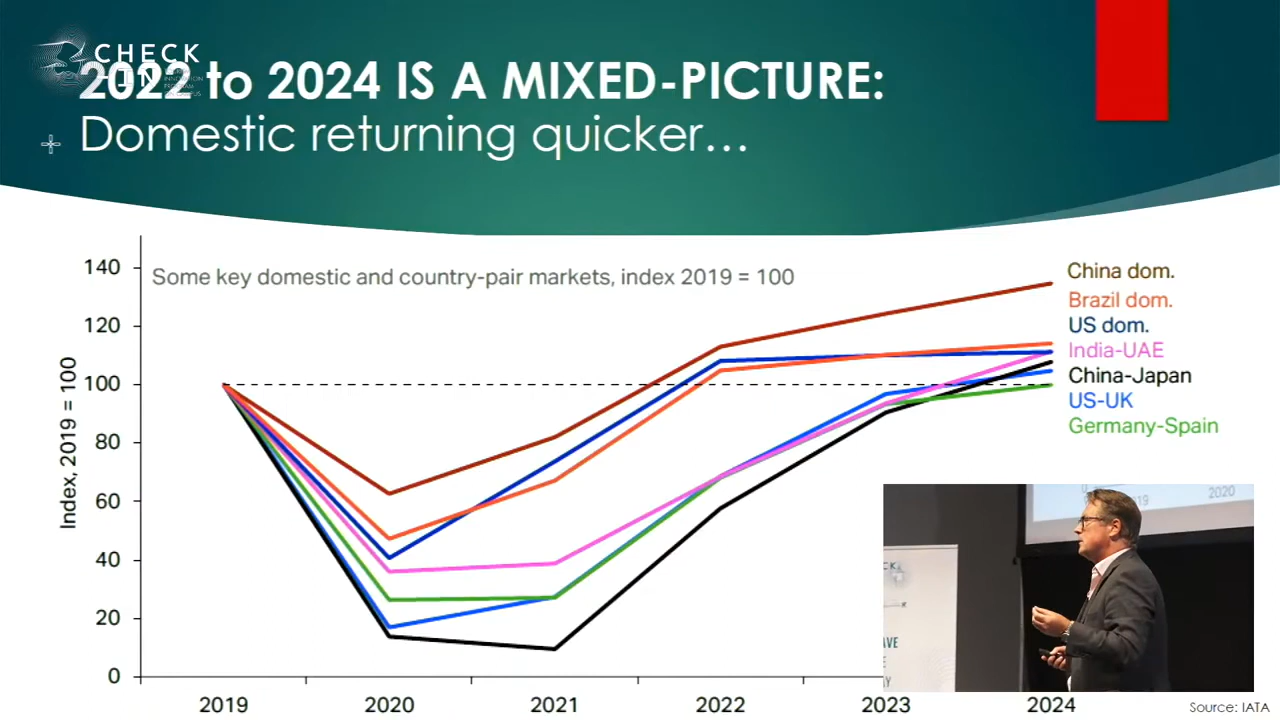 CHECK
IN
2022 to 2024 IS A MIXED-PICTURE:
Domestic returning quicker…
Some key domestic and country-pair markets, index 2019 = 100
Index, 2019 = 100
140
120
100
80
60
40
20
0
China dom.
Brazil dom.
US dom.
India-UAE
China-Japan
US-UK
Germany-Spain
2019
2020
2021
2022
2023
2024
Source: IATA
2020